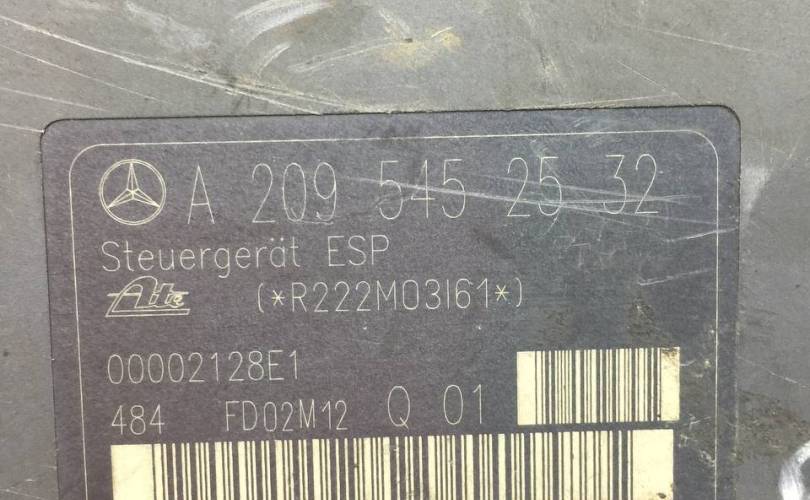 A 209 545 25 32
Steuergerät ESP
Ate (*R222M03I61*)
00002128E1
484 FD02M12 Q 01